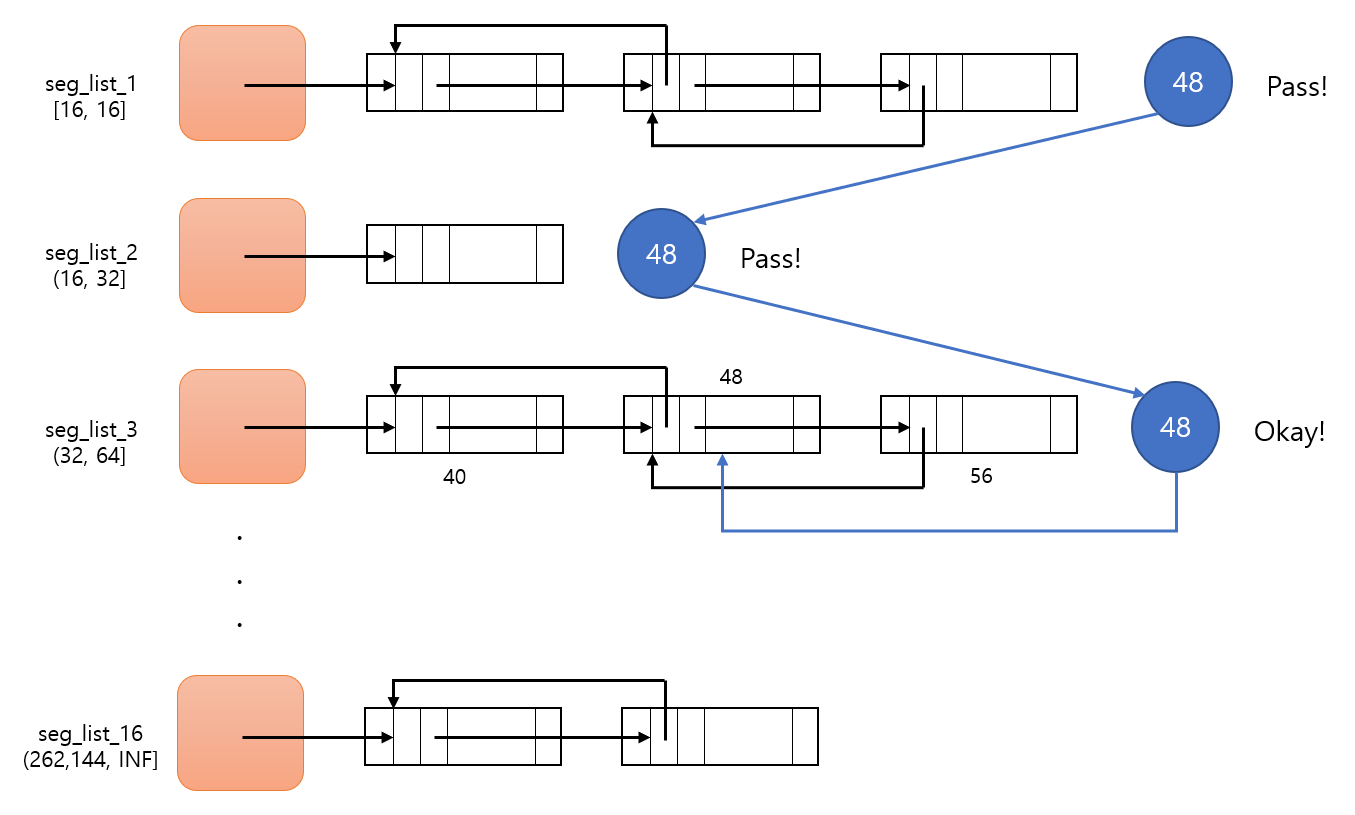 seg_list_1
[16, 16]
48
Pass!
seg_list_2
(16, 32]
48
Pass!
48
seg_list_3
(32, 64]
48
Okay!
40
56
.
.
.
seg_list_16
(262,144, INF]